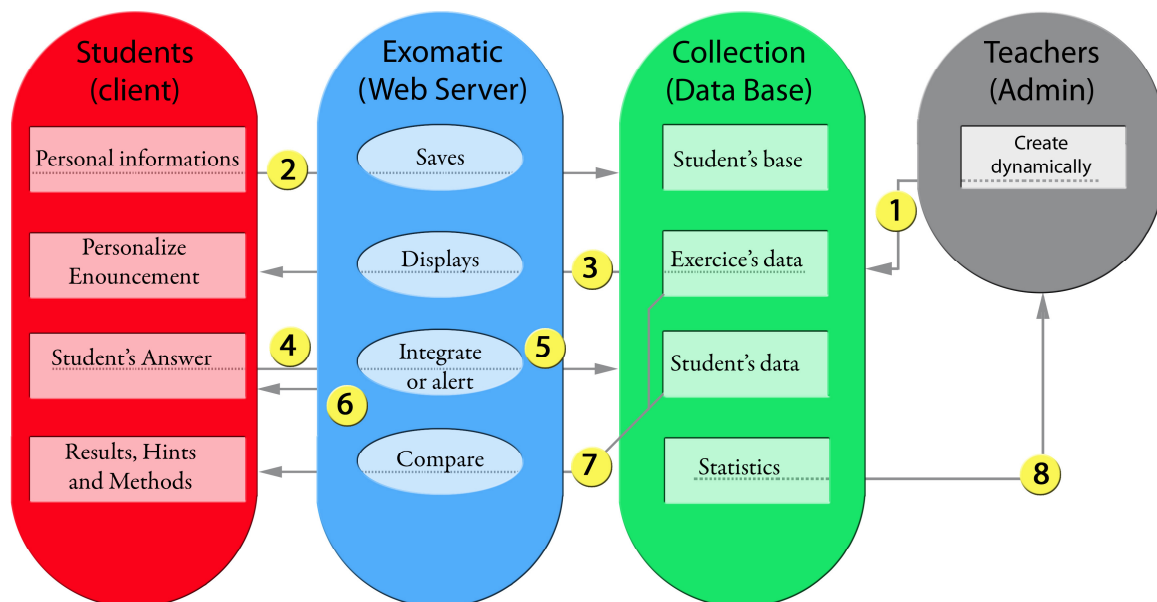 Students
(client)
Personal informations
Personalize
Enouncement
Student's Answer
Results, Hints
and Methods
Exomatic
(Web Server)
Saves
Displays
Integrate
or alert
Compare
Collection
(Data Base)
Student's base
Exercice's data
Student's data
Statistics
Teachers
(Admin)
Create
dynamically
1
2
3
4
5
6
7
8